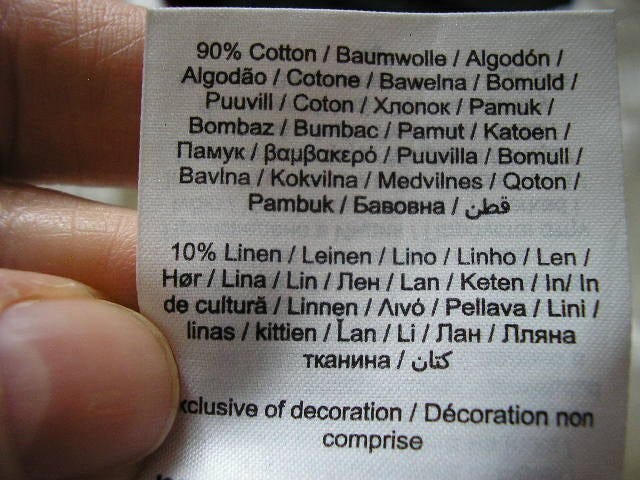 90% Cotton / Baumwolle / Algodón /
Algodão / Cotone / Bawełna / Bomuld /
Puuvill / Coton / Хлопок / Pamuk /
Bombaz / Bumbac / Pamut / Katoen /
Памук / βαμβακερό / Puuvilla / Bomull /
Bavlna / Kokvilna / Medvilnes / Qoton /
Pambuk / Бавовна / قطن
10% Linen / Leinen / Lino / Linho / Len /
Hør / Lina / Lin / Лен / Lan / Keten / In/ In
de cultură / Linnen / Λινό / Pellava / Lini /
linas / kittien / Ľan / Li / Лан / Лляна
тканина / كتان
xclusive of decoration / Décoration non
comprise